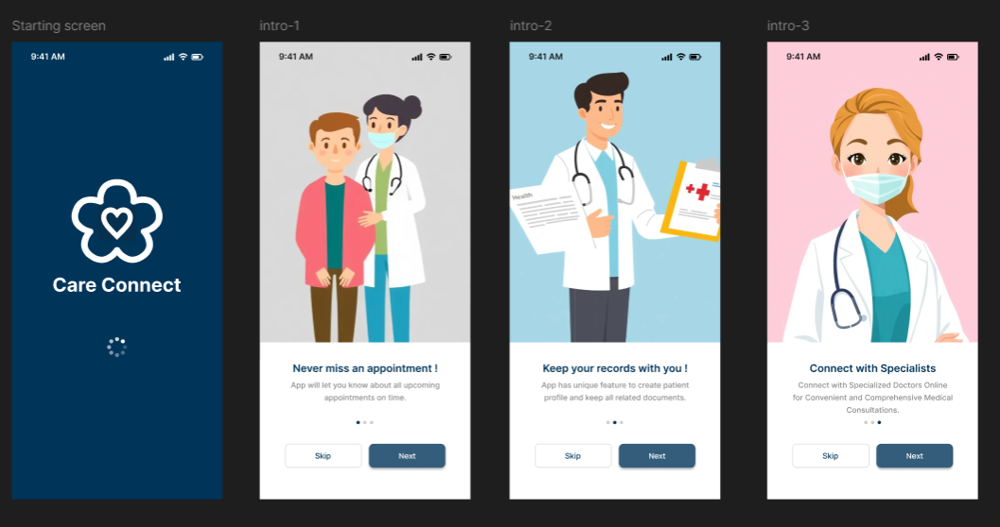 Starting screen
9:41 AM
Care Connect
intro-1
9:41 AM
Never miss an appointment !
App will let you know about all upcoming
appointments on time.
Skip
Next
intro-2
9:41 AM
Health
Keep your records with you !
App has unique feature to create patient
profile and keep all related documents.
Skip
Next
intro-3
9:41 AM
Connect with Specialists
Connect with Specialized Doctors Online
for Convenient and Comprehensive Medical
Consultations.
Skip
Next